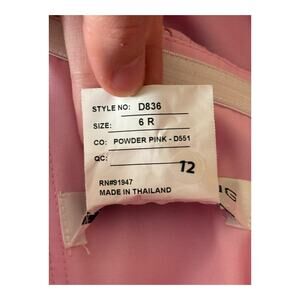 STYLE NO: D836
SIZE: 6 R
CO: POWDER PINK - D551
QC: 12
RN#91947
MADE IN THAILAND
G